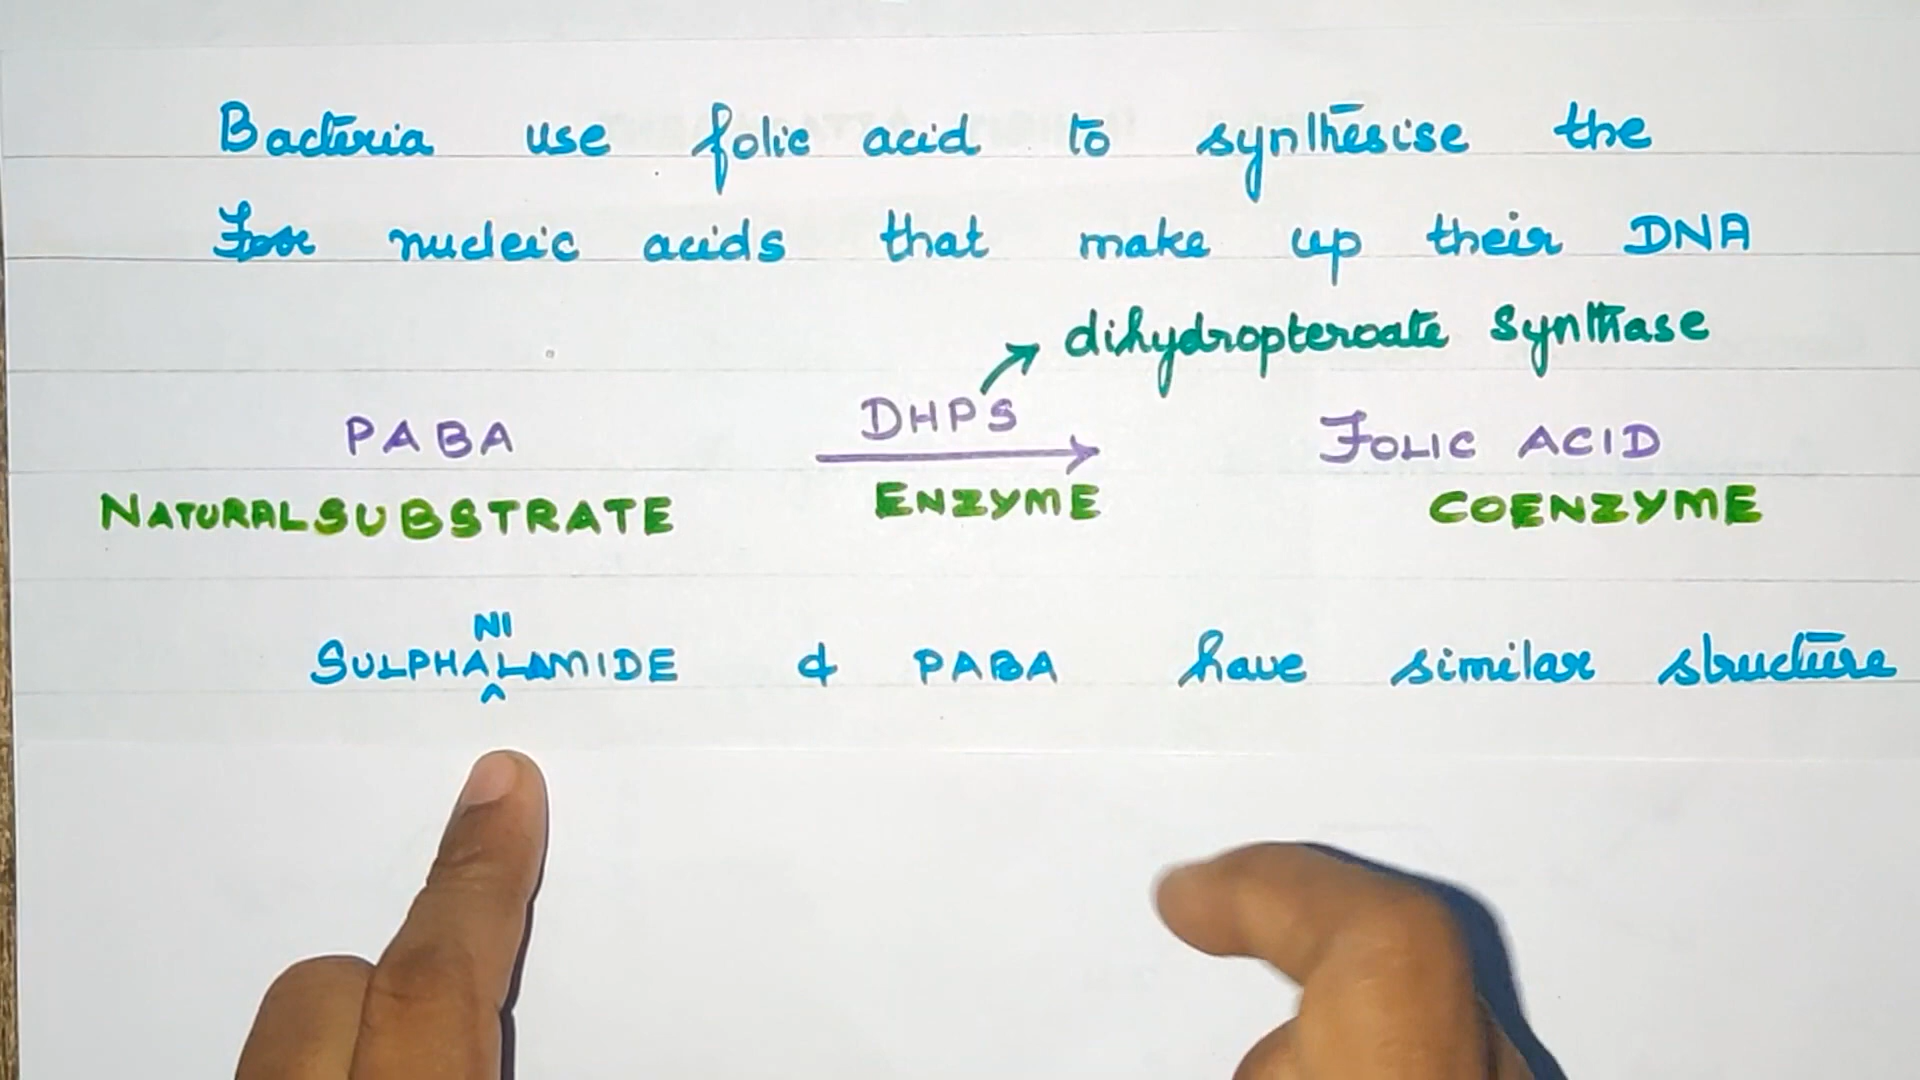 Bacteria use folic acid to synthesise the
nucleic acids that make up their DNA
dihydropteroate synthase
PABA DHPS FOLIC ACID
NATURAL SUBSTRATE ENZYME COENZYME
NI
SULPHALAMIDE & PABA have similar structure